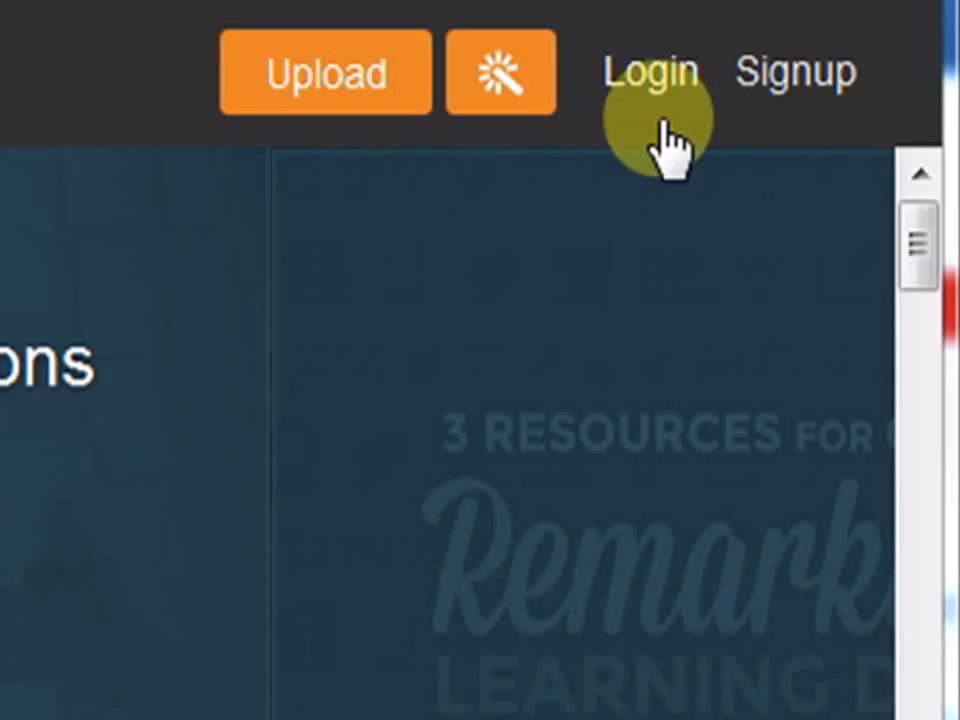 Upload Login Signup
ons
3 RESOURCES FOR
Remark
LEARNING D